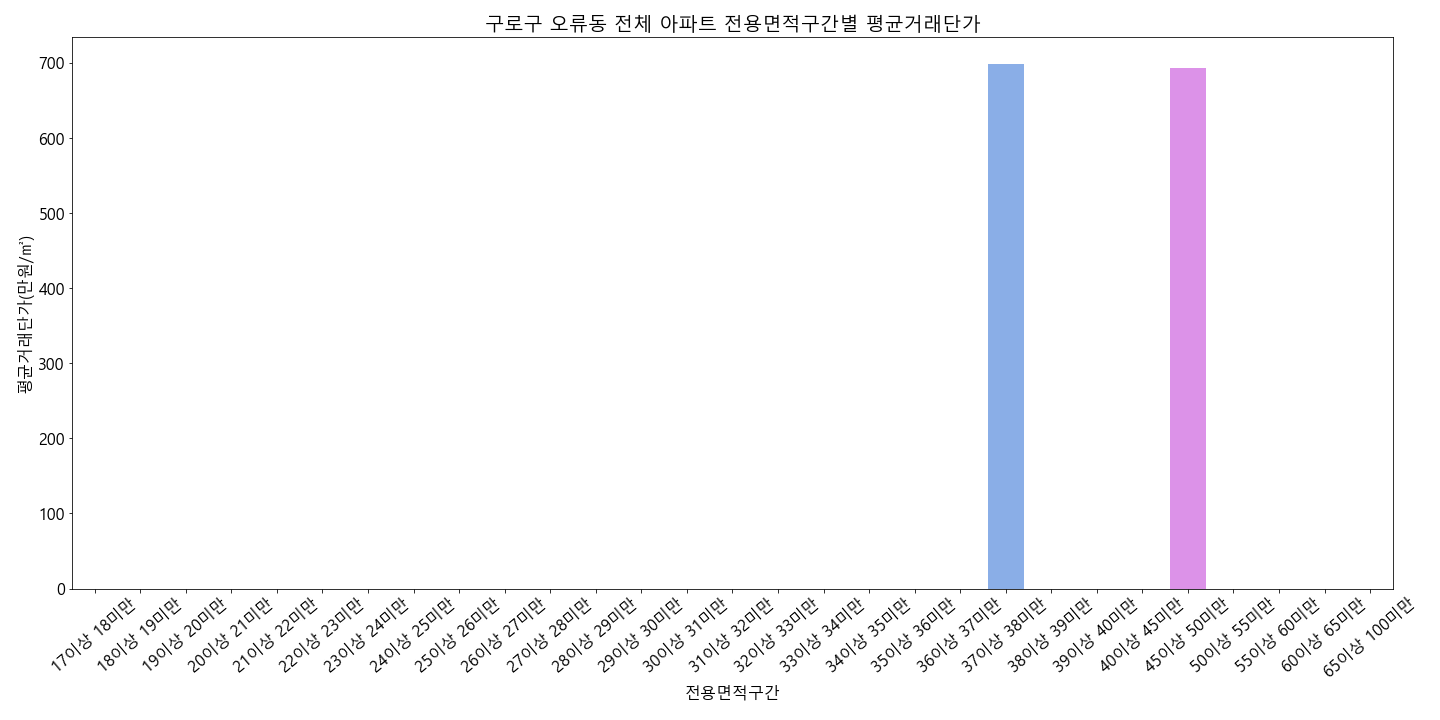 구로구 오류동 전체 아파트 전용면적구간별 평균거래단가
평균거래단가(만원/㎡)
700
600
500
400
300
200
100
0
17이상 18미만
18이상 19미만
19이상 20미만
20이상 21미만
21이상 22미만
22이상 23미만
23이상 24미만
24이상 25미만
25이상 26미만
26이상 27미만
27이상 28미만
28이상 29미만
29이상 30미만
30이상 31미만
31이상 32미만
32이상 33미만
33이상 34미만
34이상 35미만
35이상 36미만
36이상 37미만
37이상 38미만
38이상 39미만
39이상 40미만
40이상 45미만
45이상 50미만
50이상 55미만
55이상 60미만
60이상 65미만
65이상 100미만
전용면적구간